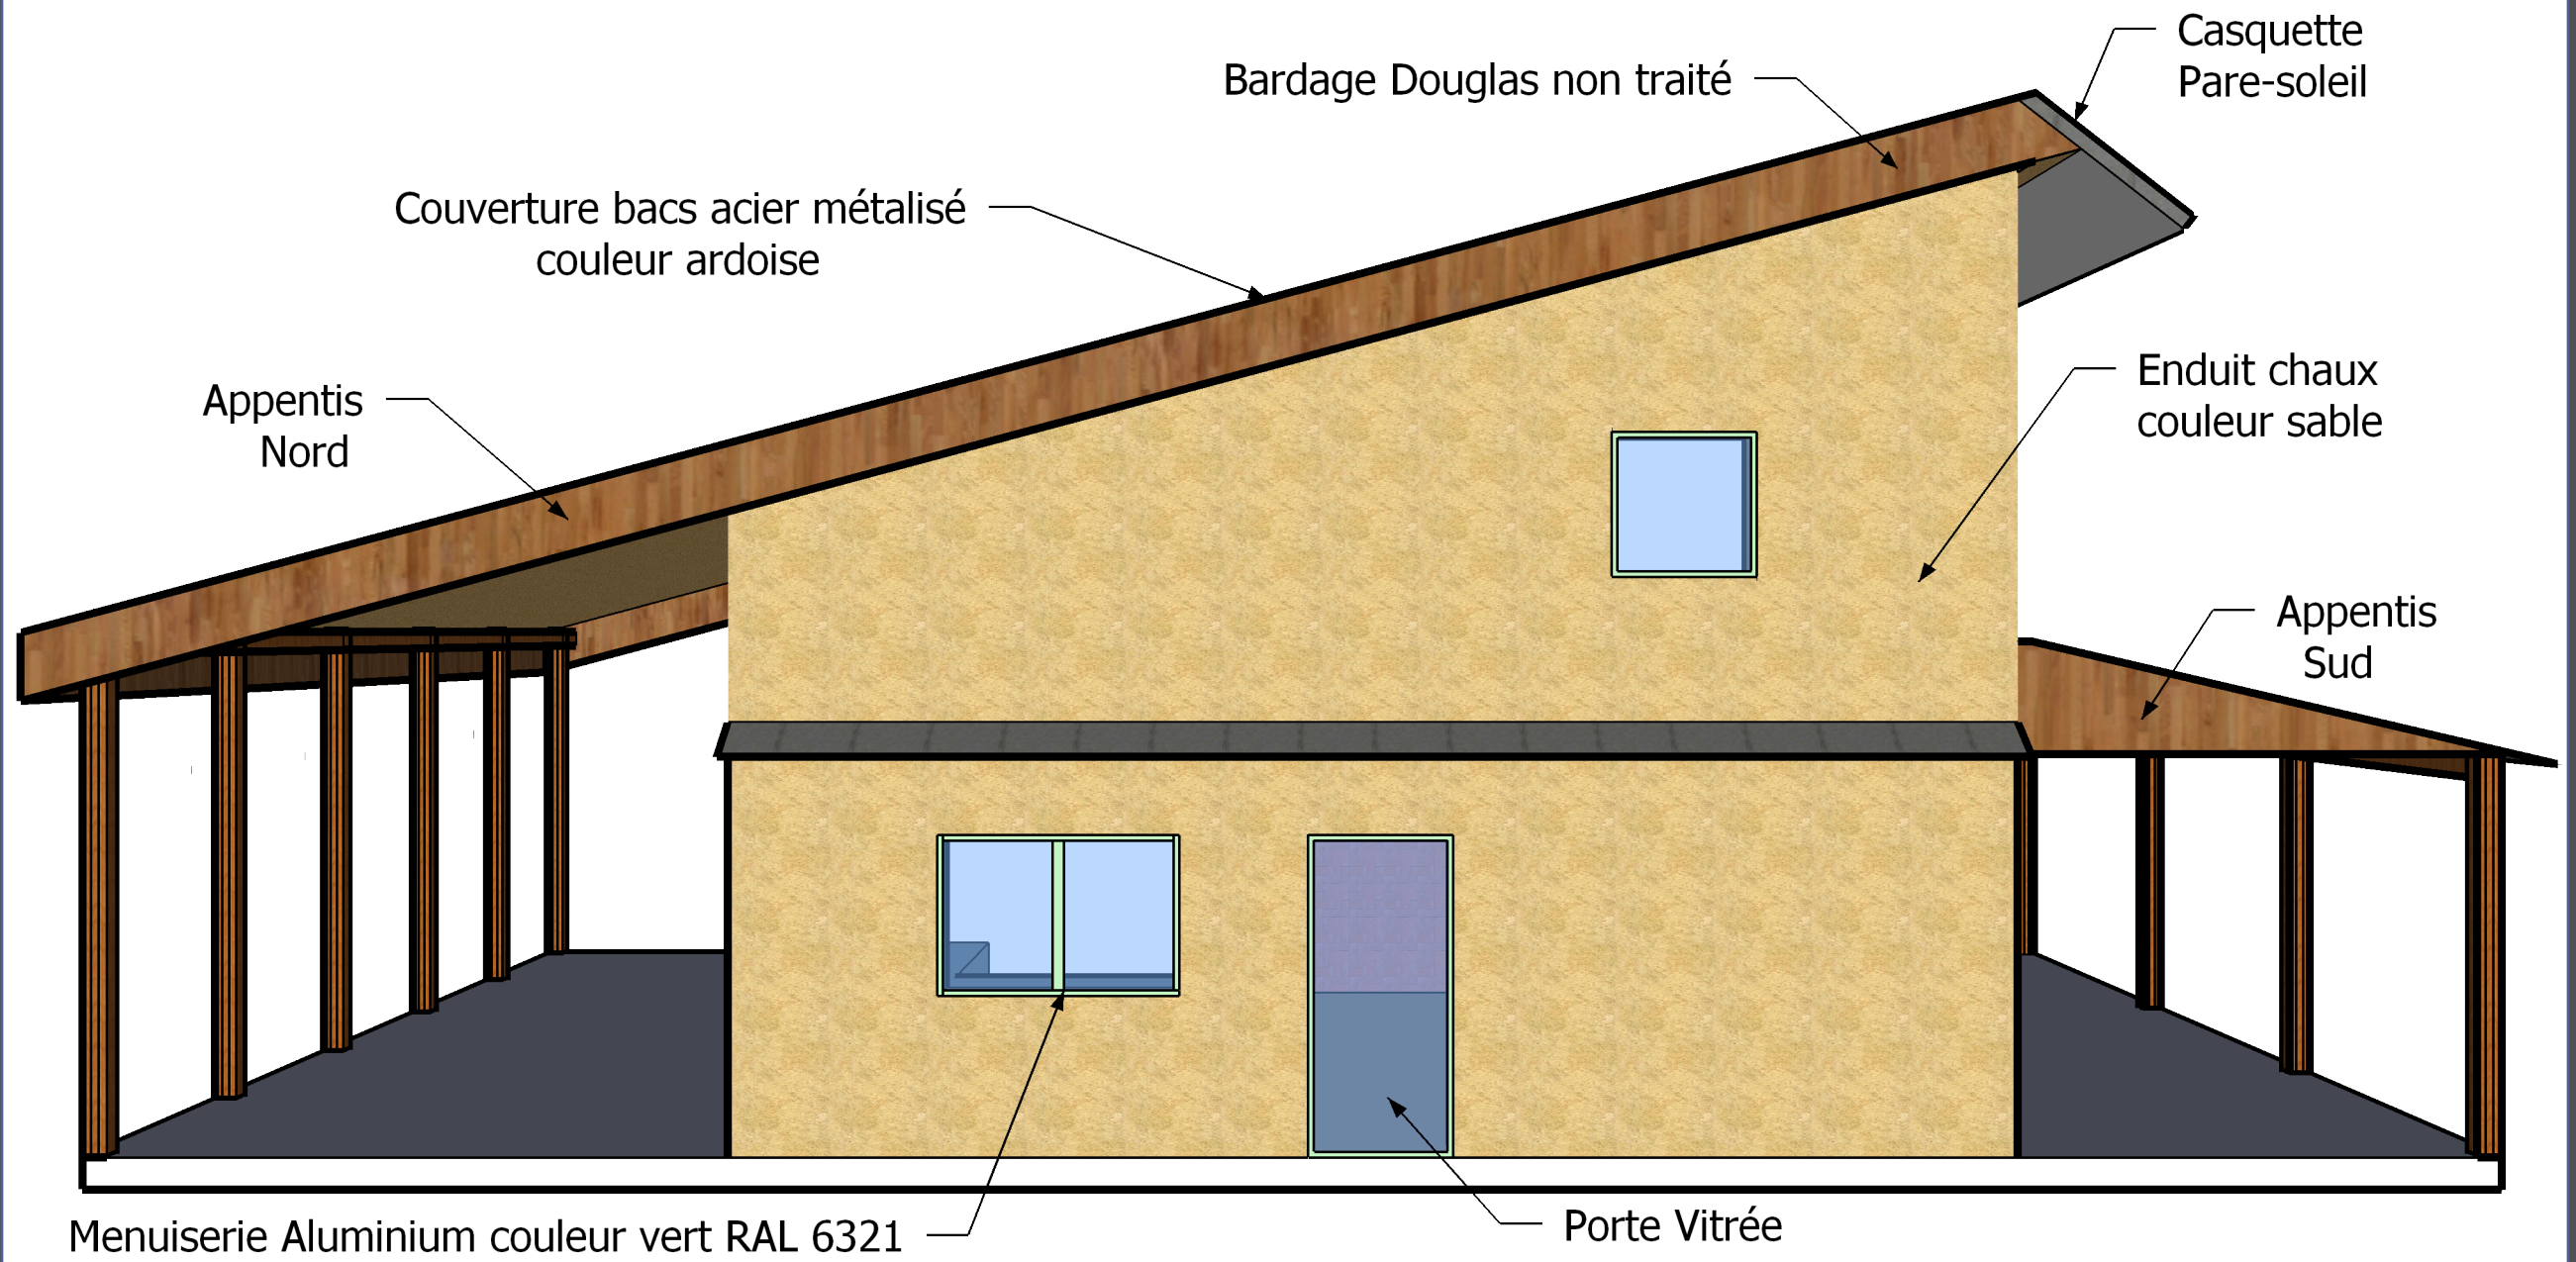 Casquette
Pare-soleil
Bardage Douglas non traité
Couverture bacs acier métalisé
couleur ardoise
Enduit chaux
couleur sable
Appentis
Nord
Appentis
Sud
Menuiserie Aluminium couleur vert RAL 6321
Porte Vitrée